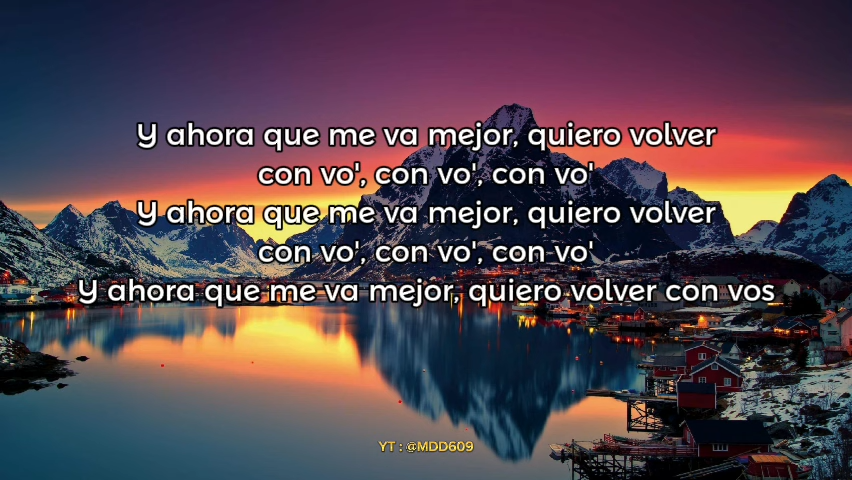 Y ahora que me va mejor, quiero volver
con vo', con vo', con vo'
Y ahora que me va mejor, quiero volver
con vo', con vo', con vo'
Y ahora que me va mejor, quiero volver con vos
YT : @MDD609